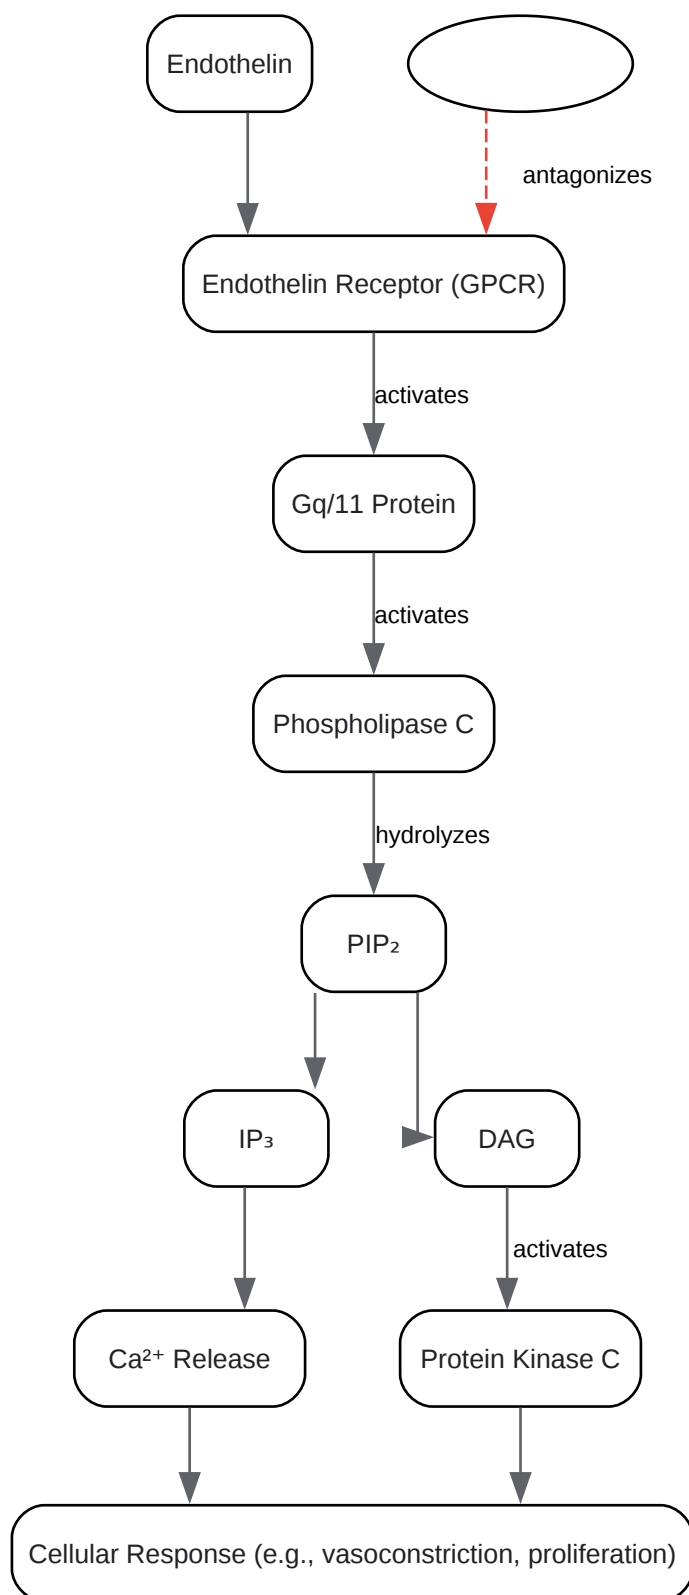 Endothelin
antagonizes
Endothelin Receptor (GPCR)
activates
Gq/11 Protein
activates
Phospholipase C
hydrolyzes
PIP₂
IP₃
DAG
activates
Ca²⁺ Release
Protein Kinase C
Cellular Response (e.g., vasoconstriction, proliferation)